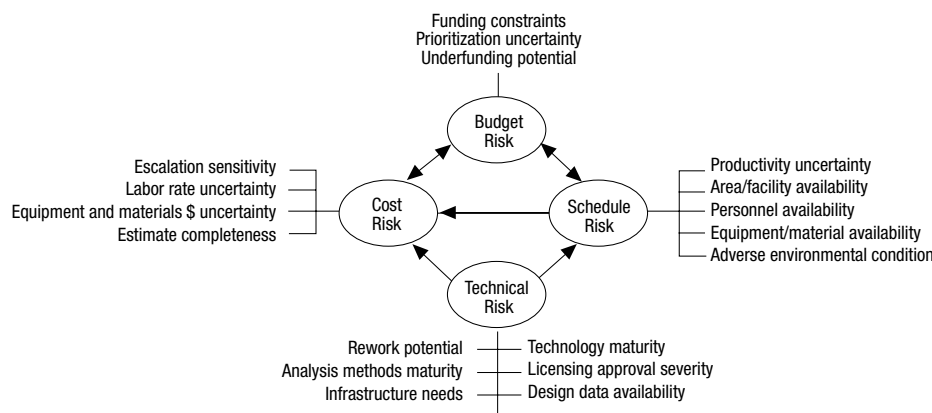 Funding constraints
Prioritization uncertainty
Underfunding potential
Budget
Risk
Escalation sensitivity
Labor rate uncertainty
Equipment and materials $ uncertainty
Estimate completeness
Cost
Risk
Schedule
Risk
Productivity uncertainty
Area/facility availability
Personnel availability
Equipment/material availability
Adverse environmental condition
Technical
Risk
Rework potential
Analysis methods maturity
Infrastructure needs
Technology maturity
Licensing approval severity
Design data availability